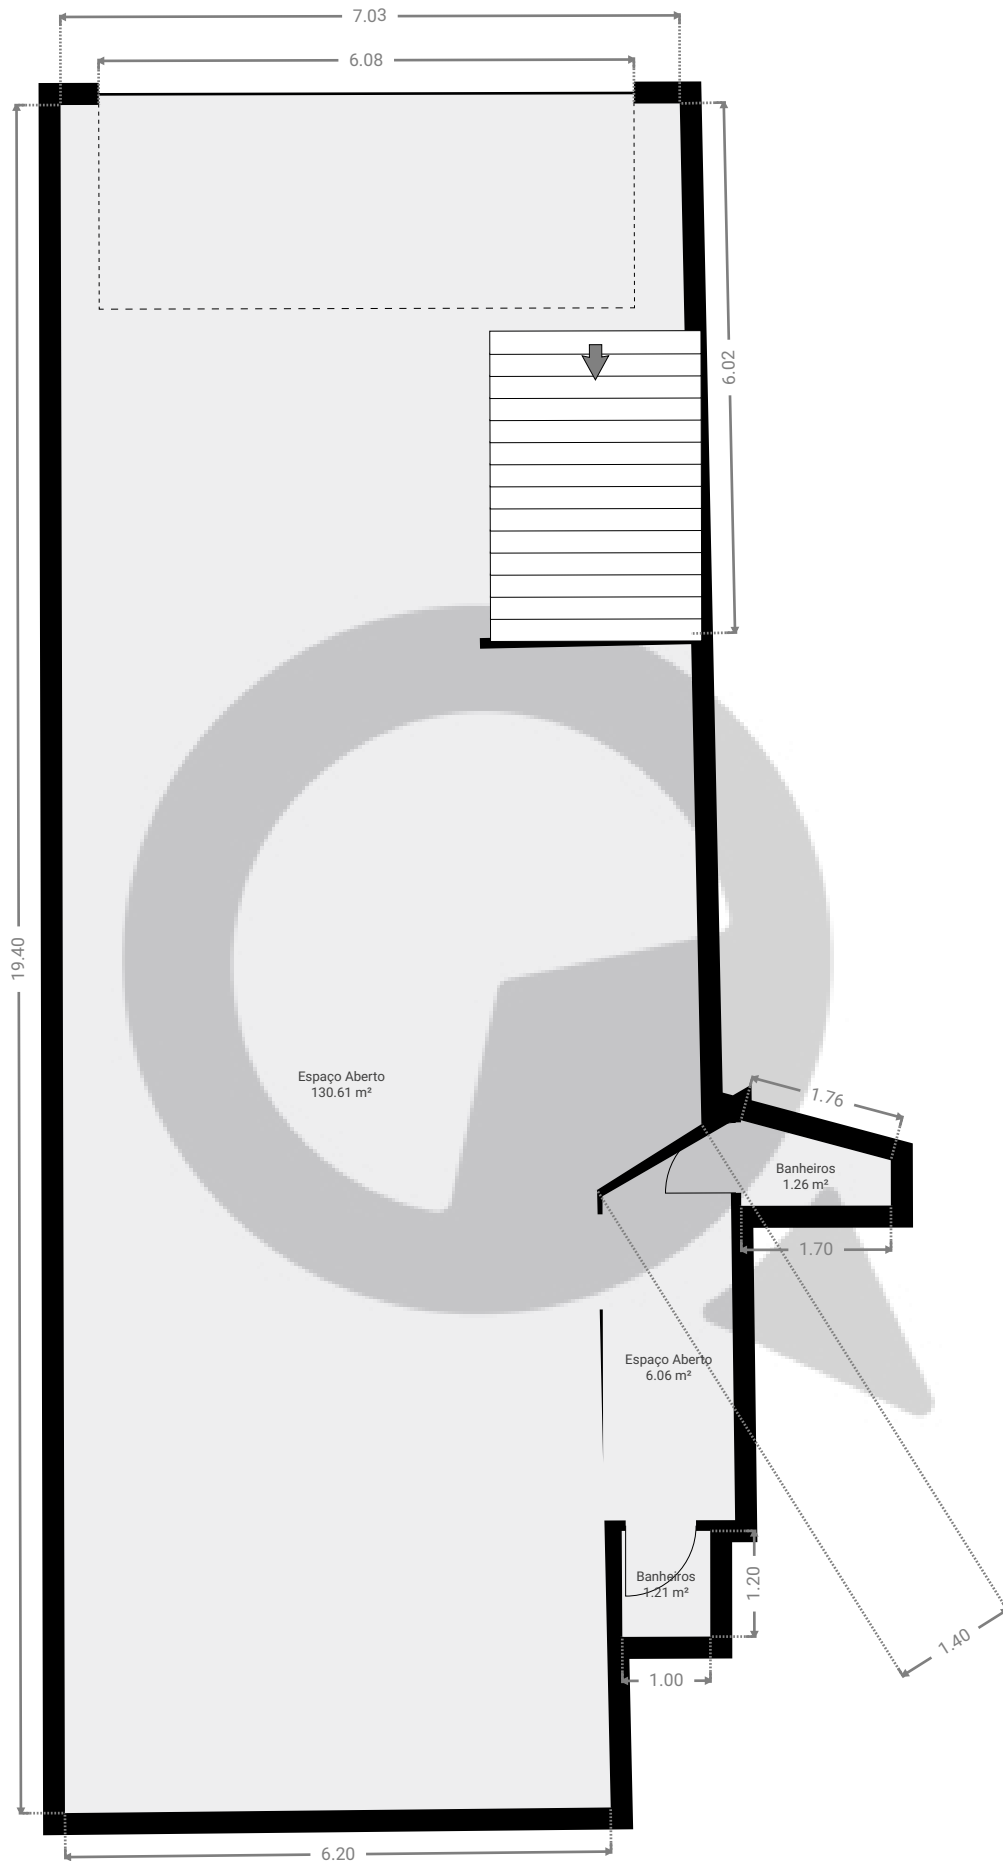 7.03
6.08
6.02
19.40
Espaço Aberto
130.61 m²
1.76
Banheiros
1.26 m²
1.70
Espaço Aberto
6.06 m²
Banheiros
1.21 m²
1.20
1.40
1.00
6.20